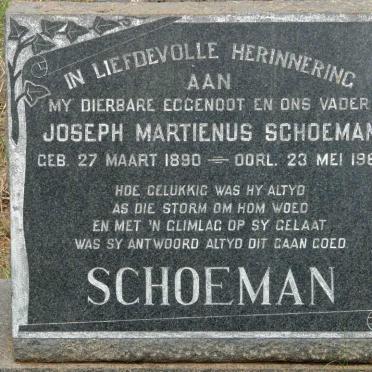 IN LIEFDEVOLLE HERINNERING
AAN
MY DIERBARE EGGENOOT EN ONS VADER
JOSEPH MARTIENUS SCHOEMAN
GEB. 27 MAART 1890 — OORL. 23 MEI 196
HOE GELUKKIG WAS HY ALTYD
AS DIE STORM OM HOM WOED
EN MET 'N GLIMLAG OP SY GELAAT
WAS SY ANTWOORD ALTYD DIT GAAN GOED
SCHOEMAN